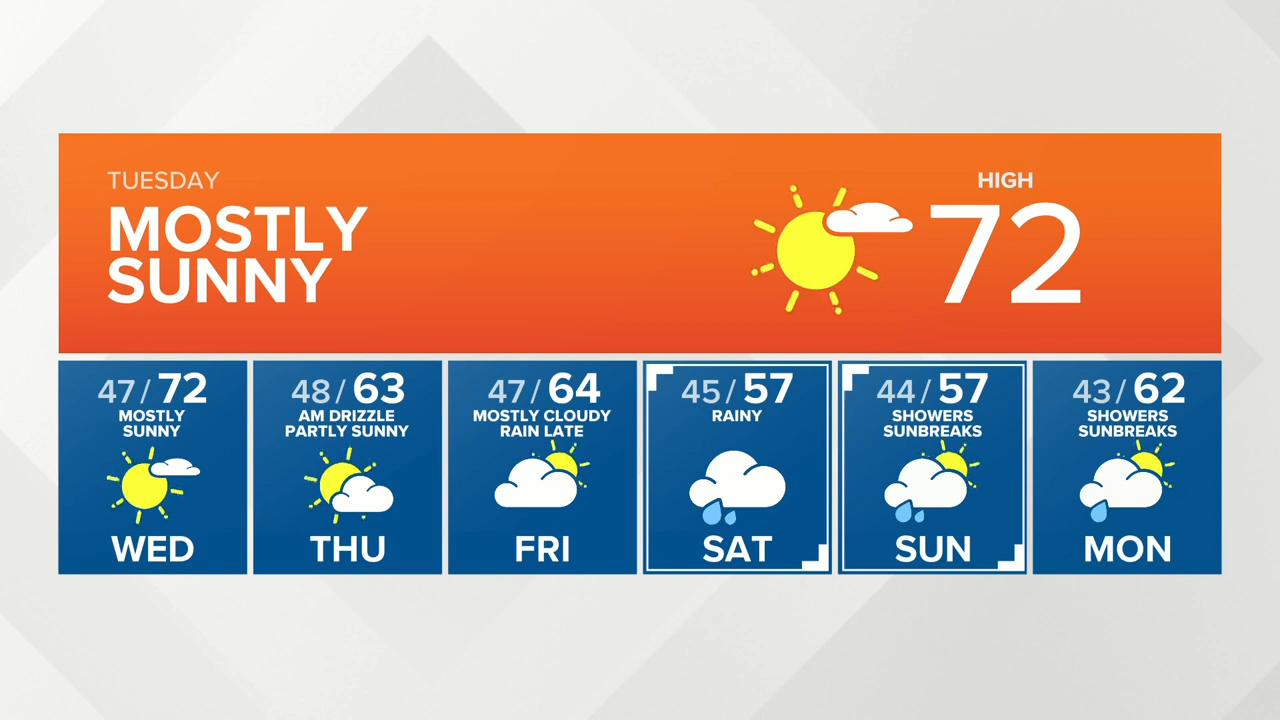 TUESDAY
MOSTLY
SUNNY
HIGH
72
47/72
MOSTLY
SUNNY
WED
48/63
AM DRIZZLE
PARTLY SUNNY
THU
47/64
MOSTLY CLOUDY
RAIN LATE
FRI
45/57
RAINY
SAT
44/57
SHOWERS
SUNBREAKS
SUN
43/62
SHOWERS
SUNBREAKS
MON